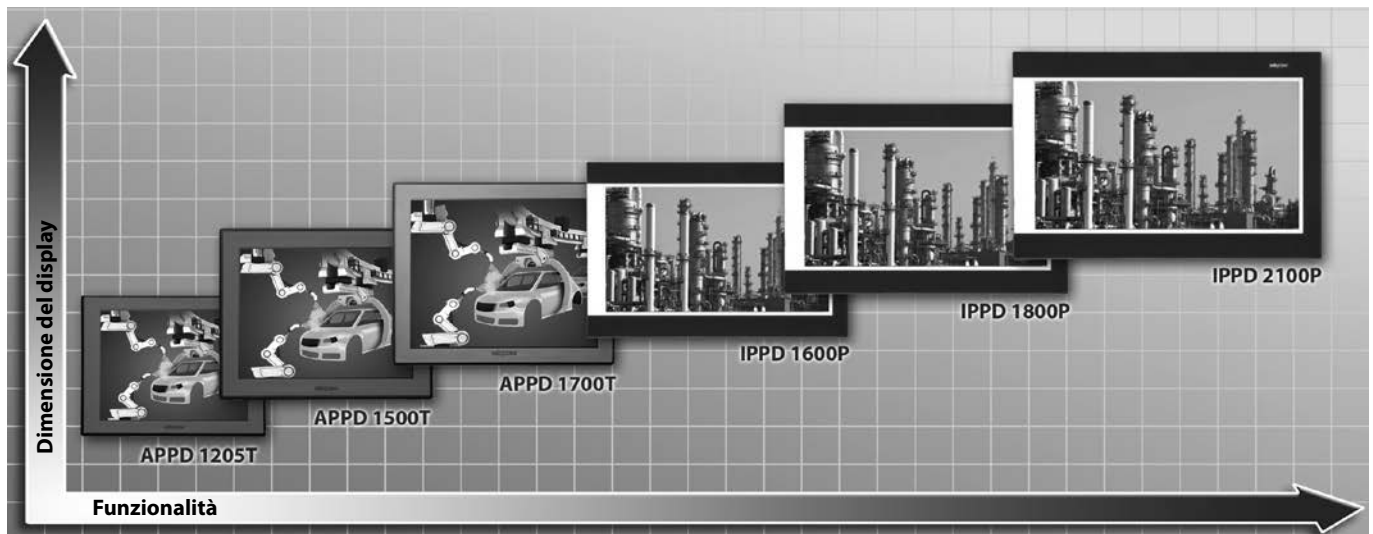 Dimensione del display
IPPD 2100P
IPPD 1800P
IPPD 1600P
APPD 1700T
APPD 1500T
APPD 1205T
Funzionalità